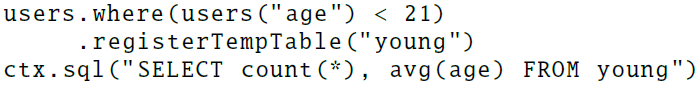 users.where(users("age") < 21)
     .registerTempTable("young")
ctx.sql("SELECT count(*), avg(age) FROM young")